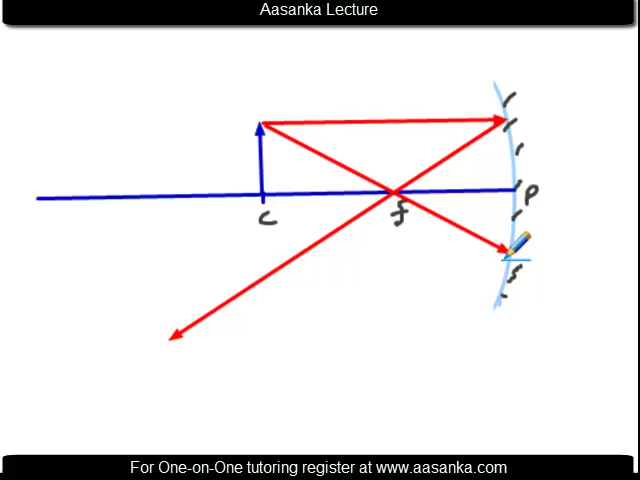 Aasanka Lecture
C
f
P
For One-on-One tutoring register at www.aasanka.com